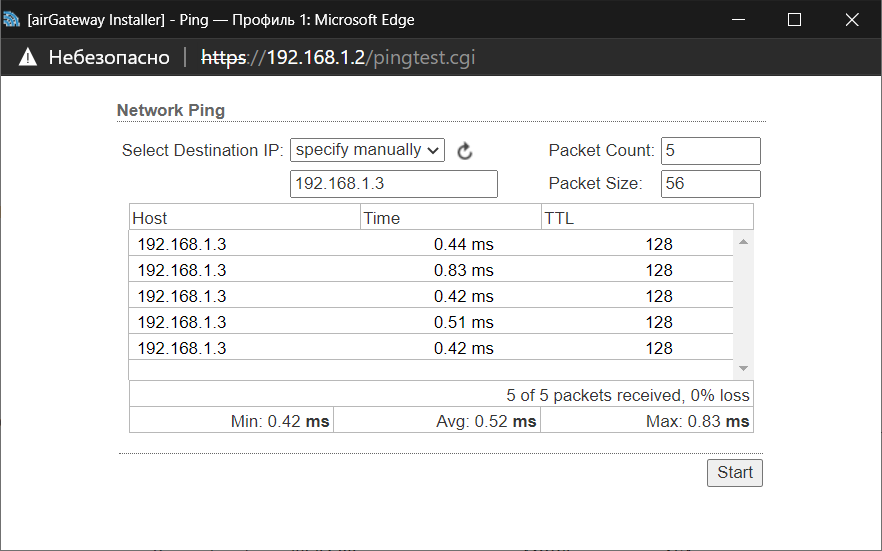 [airGateway Installer] - Ping — Профиль 1: Microsoft Edge
Небезопасно | https://192.168.1.2/pingtest.cgi
Network Ping
Select Destination IP: specify manually Packet Count: 5
192.168.1.3 Packet Size: 56
Host Time TTL
192.168.1.3 0.44 ms 128
192.168.1.3 0.83 ms 128
192.168.1.3 0.42 ms 128
192.168.1.3 0.51 ms 128
192.168.1.3 0.42 ms 128
5 of 5 packets received, 0% loss
Min: 0.42 ms Avg: 0.52 ms Max: 0.83 ms
Start